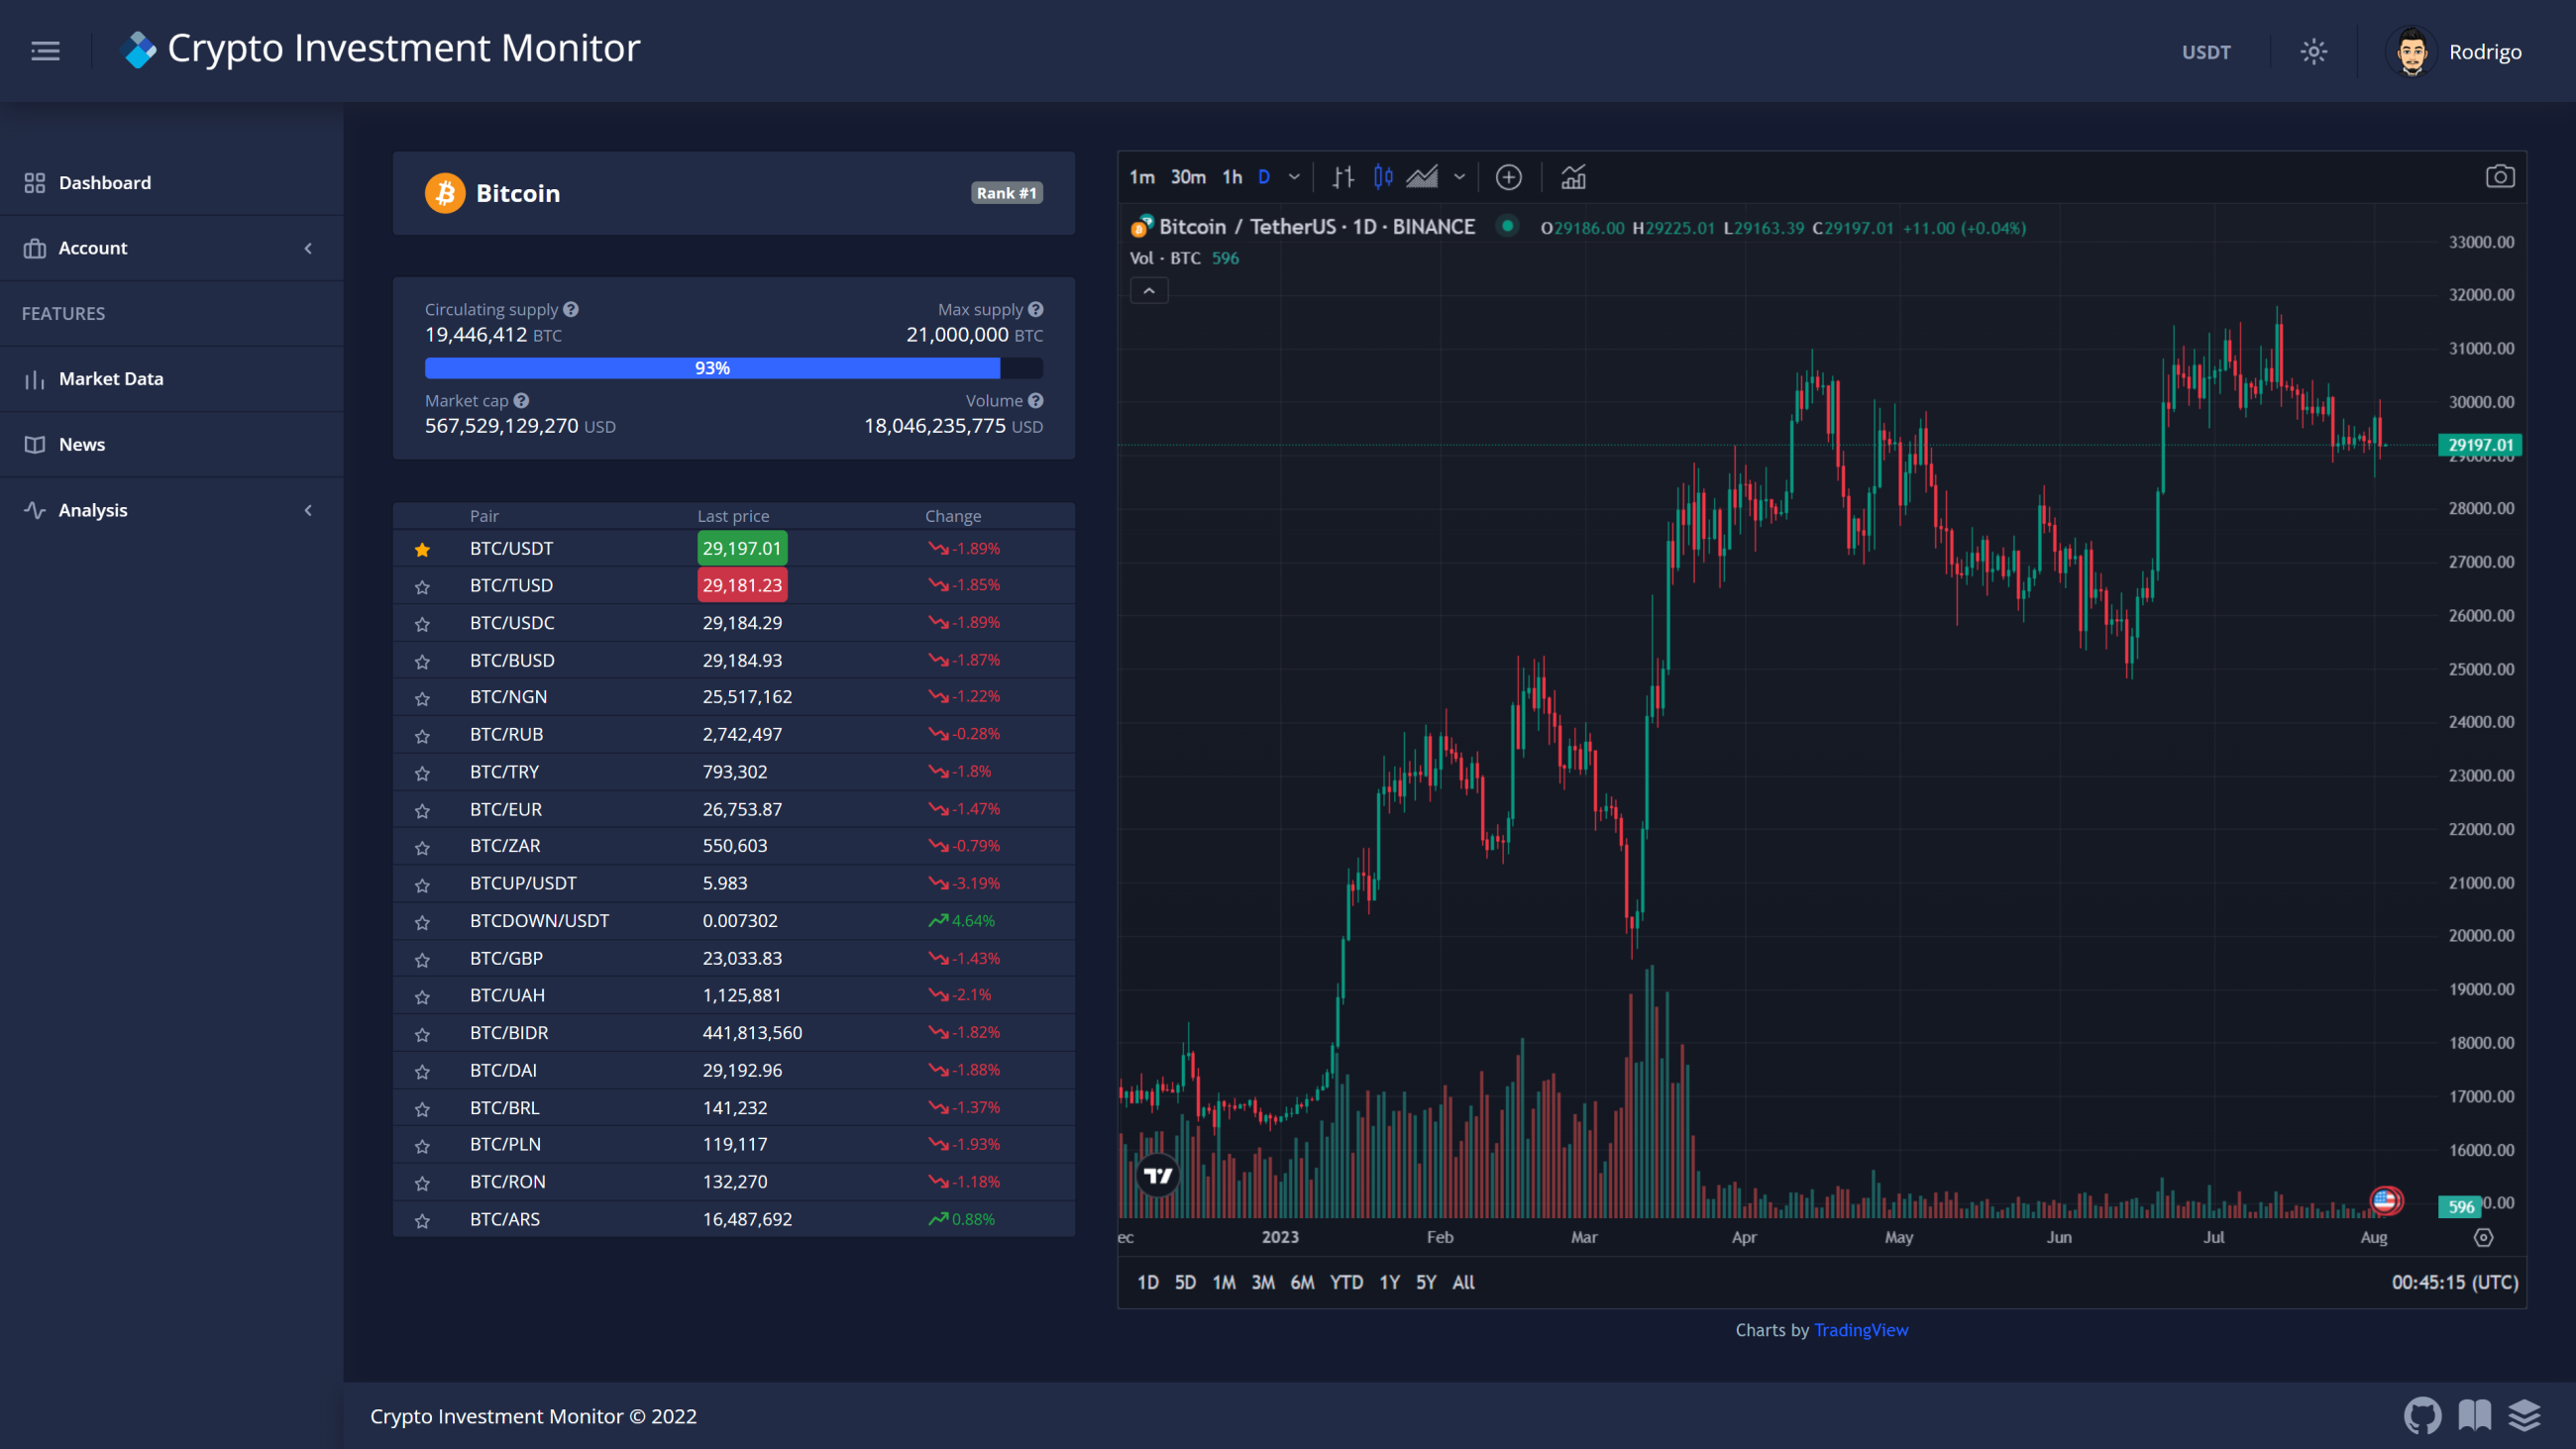 Crypto Investment Monitor
USDT
Rodrigo
Dashboard
Account
FEATURES
Market Data
News
Analysis
Bitcoin
Rank #1
Circulating supply Max supply
19,446,412 BTC 21,000,000 BTC
93%
Market cap Volume
567,529,129,270 USD 18,046,235,775 USD
Pair Last price Change
BTC/USDT 29,197.01 -1.89%
BTC/TUSD 29,181.23 -1.85%
BTC/USDC 29,184.29 -1.89%
BTC/BUSD 29,184.93 -1.87%
BTC/NGN 25,517,162 -1.22%
BTC/RUB 2,742,497 -0.28%
BTC/TRY 793,302 -1.8%
BTC/EUR 26,753.87 -1.47%
BTC/ZAR 550,603 -0.79%
BTCUP/USDT 5.983 -3.19%
BTCDOWN/USDT 0.007302 4.64%
BTC/GBP 23,033.83 -1.43%
BTC/UAH 1,125,881 -2.1%
BTC/BIDR 441,813,560 -1.82%
BTC/DAI 29,192.96 -1.88%
BTC/BRL 141,232 -1.37%
BTC/PLN 119,117 -1.93%
BTC/RON 132,270 -1.18%
BTC/ARS 16,487,692 0.88%
1m 30m 1h D
Bitcoin / TetherUS · 1D · BINANCE O29186.00 H29225.01 L29163.39 C29197.01 +11.00 (+0.04%)
Vol · BTC 596
33000.00
32000.00
31000.00
30000.00
29197.01
28000.00
27000.00
26000.00
25000.00
24000.00
23000.00
22000.00
21000.00
20000.00
19000.00
18000.00
17000.00
16000.00
596
ec 2023 Feb Mar Apr May Jun Jul Aug
1D 5D 1M 3M 6M YTD 1Y 5Y All 00:45:15 (UTC)
Charts by TradingView
Crypto Investment Monitor © 2022